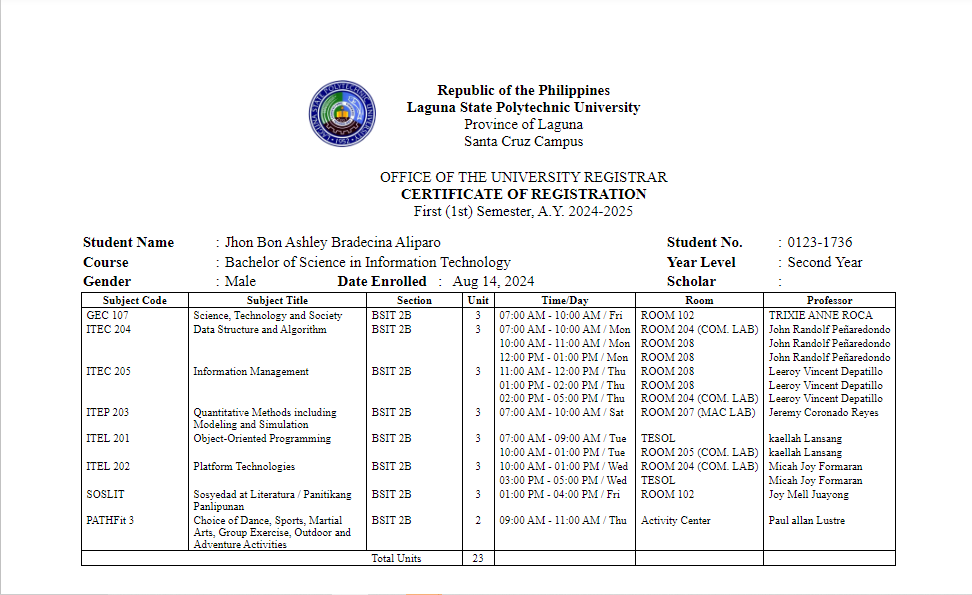 Republic of the Philippines
Laguna State Polytechnic University
Province of Laguna
Santa Cruz Campus
OFFICE OF THE UNIVERSITY REGISTRAR
CERTIFICATE OF REGISTRATION
First (1st) Semester, A.Y. 2024-2025
Student Name : Jhon Bon Ashley Bradecina Aliparo Student No. : 0123-1736
Course : Bachelor of Science in Information Technology Year Level : Second Year
Gender : Male Date Enrolled : Aug 14, 2024 Scholar :
Subject Code Subject Title Section Unit Time/Day Room Professor
GEC 107 Science, Technology and Society BSIT 2B 3 07:00 AM - 10:00 AM / Fri ROOM 102 TRIXIE ANNE ROCA
ITEC 204 Data Structure and Algorithm BSIT 2B 3 07:00 AM - 10:00 AM / Mon ROOM 204 (COM. LAB) John Randolf Peñaredondo
10:00 AM - 11:00 AM / Mon ROOM 208 John Randolf Peñaredondo
12:00 PM - 01:00 PM / Mon ROOM 208 John Randolf Peñaredondo
ITEC 205 Information Management BSIT 2B 3 11:00 AM - 12:00 PM / Thu ROOM 208 Leeroy Vincent Depatillo
01:00 PM - 02:00 PM / Thu ROOM 208 Leeroy Vincent Depatillo
02:00 PM - 05:00 PM / Thu ROOM 204 (COM. LAB) Leeroy Vincent Depatillo
ITEP 203 Quantitative Methods including BSIT 2B 3 07:00 AM - 10:00 AM / Sat ROOM 207 (MAC LAB) Jeremy Coronado Reyes
Modeling and Simulation
ITEL 201 Object-Oriented Programming BSIT 2B 3 07:00 AM - 09:00 AM / Tue TESOL kaellah Lansang
10:00 AM - 01:00 PM / Tue ROOM 205 (COM. LAB) kaellah Lansang
ITEL 202 Platform Technologies BSIT 2B 3 10:00 AM - 01:00 PM / Wed ROOM 204 (COM. LAB) Micah Joy Formaran
03:00 PM - 05:00 PM / Wed TESOL Micah Joy Formaran
SOSLIT Sosyedad at Literatura / Panitikang BSIT 2B 3 01:00 PM - 04:00 PM / Fri ROOM 102 Joy Mell Juayong
Panlipunan
PATHFit 3 Choice of Dance, Sports, Martial BSIT 2B 2 09:00 AM - 11:00 AM / Thu Activity Center Paul allan Lustre
Arts, Group Exercise, Outdoor and
Adventure Activities
Total Units 23